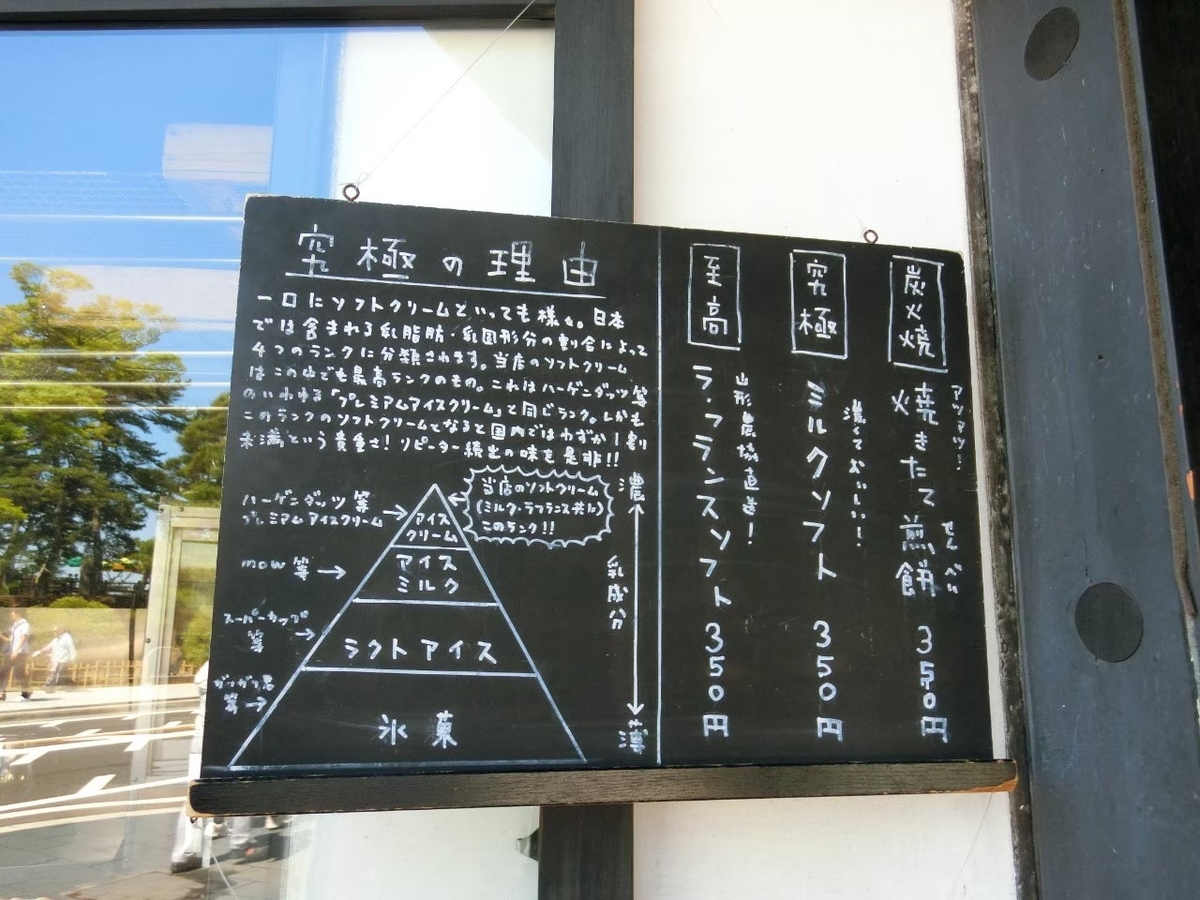 究極の理由
一口にソフトクリームといっても様々。日本
では含まれる乳脂肪・乳固形分の割合によって
4つのランクに分類されます。当店のソフトクリーム
はこの中でも最高ランクのもの。これはハーゲンダッツ等
のいわゆる「プレミアムアイスクリーム」と同じランク。しかも
このランクのソフトクリームとなると国内ではわずか1割
未満という貴重さ!リピーター続出の味を是非!!
ハーゲンダッツ等
プレミアムアイスクリーム
アイス
クリーム
当店のソフトクリーム
(ミルク・ラフランス共に)
このランク!!
mow等
アイス
ミルク
スーパーカップ
等
ラクトアイス
ガリガリ君
等
氷菓
濃
乳成分
薄
炭火焼
アツアツ!
焼きたて煎餅
せんべい
350円
究極
濃くておいしい!
ミルクソフト
350円
至高
山形農協直送!
ラ・フランスソフト
350円